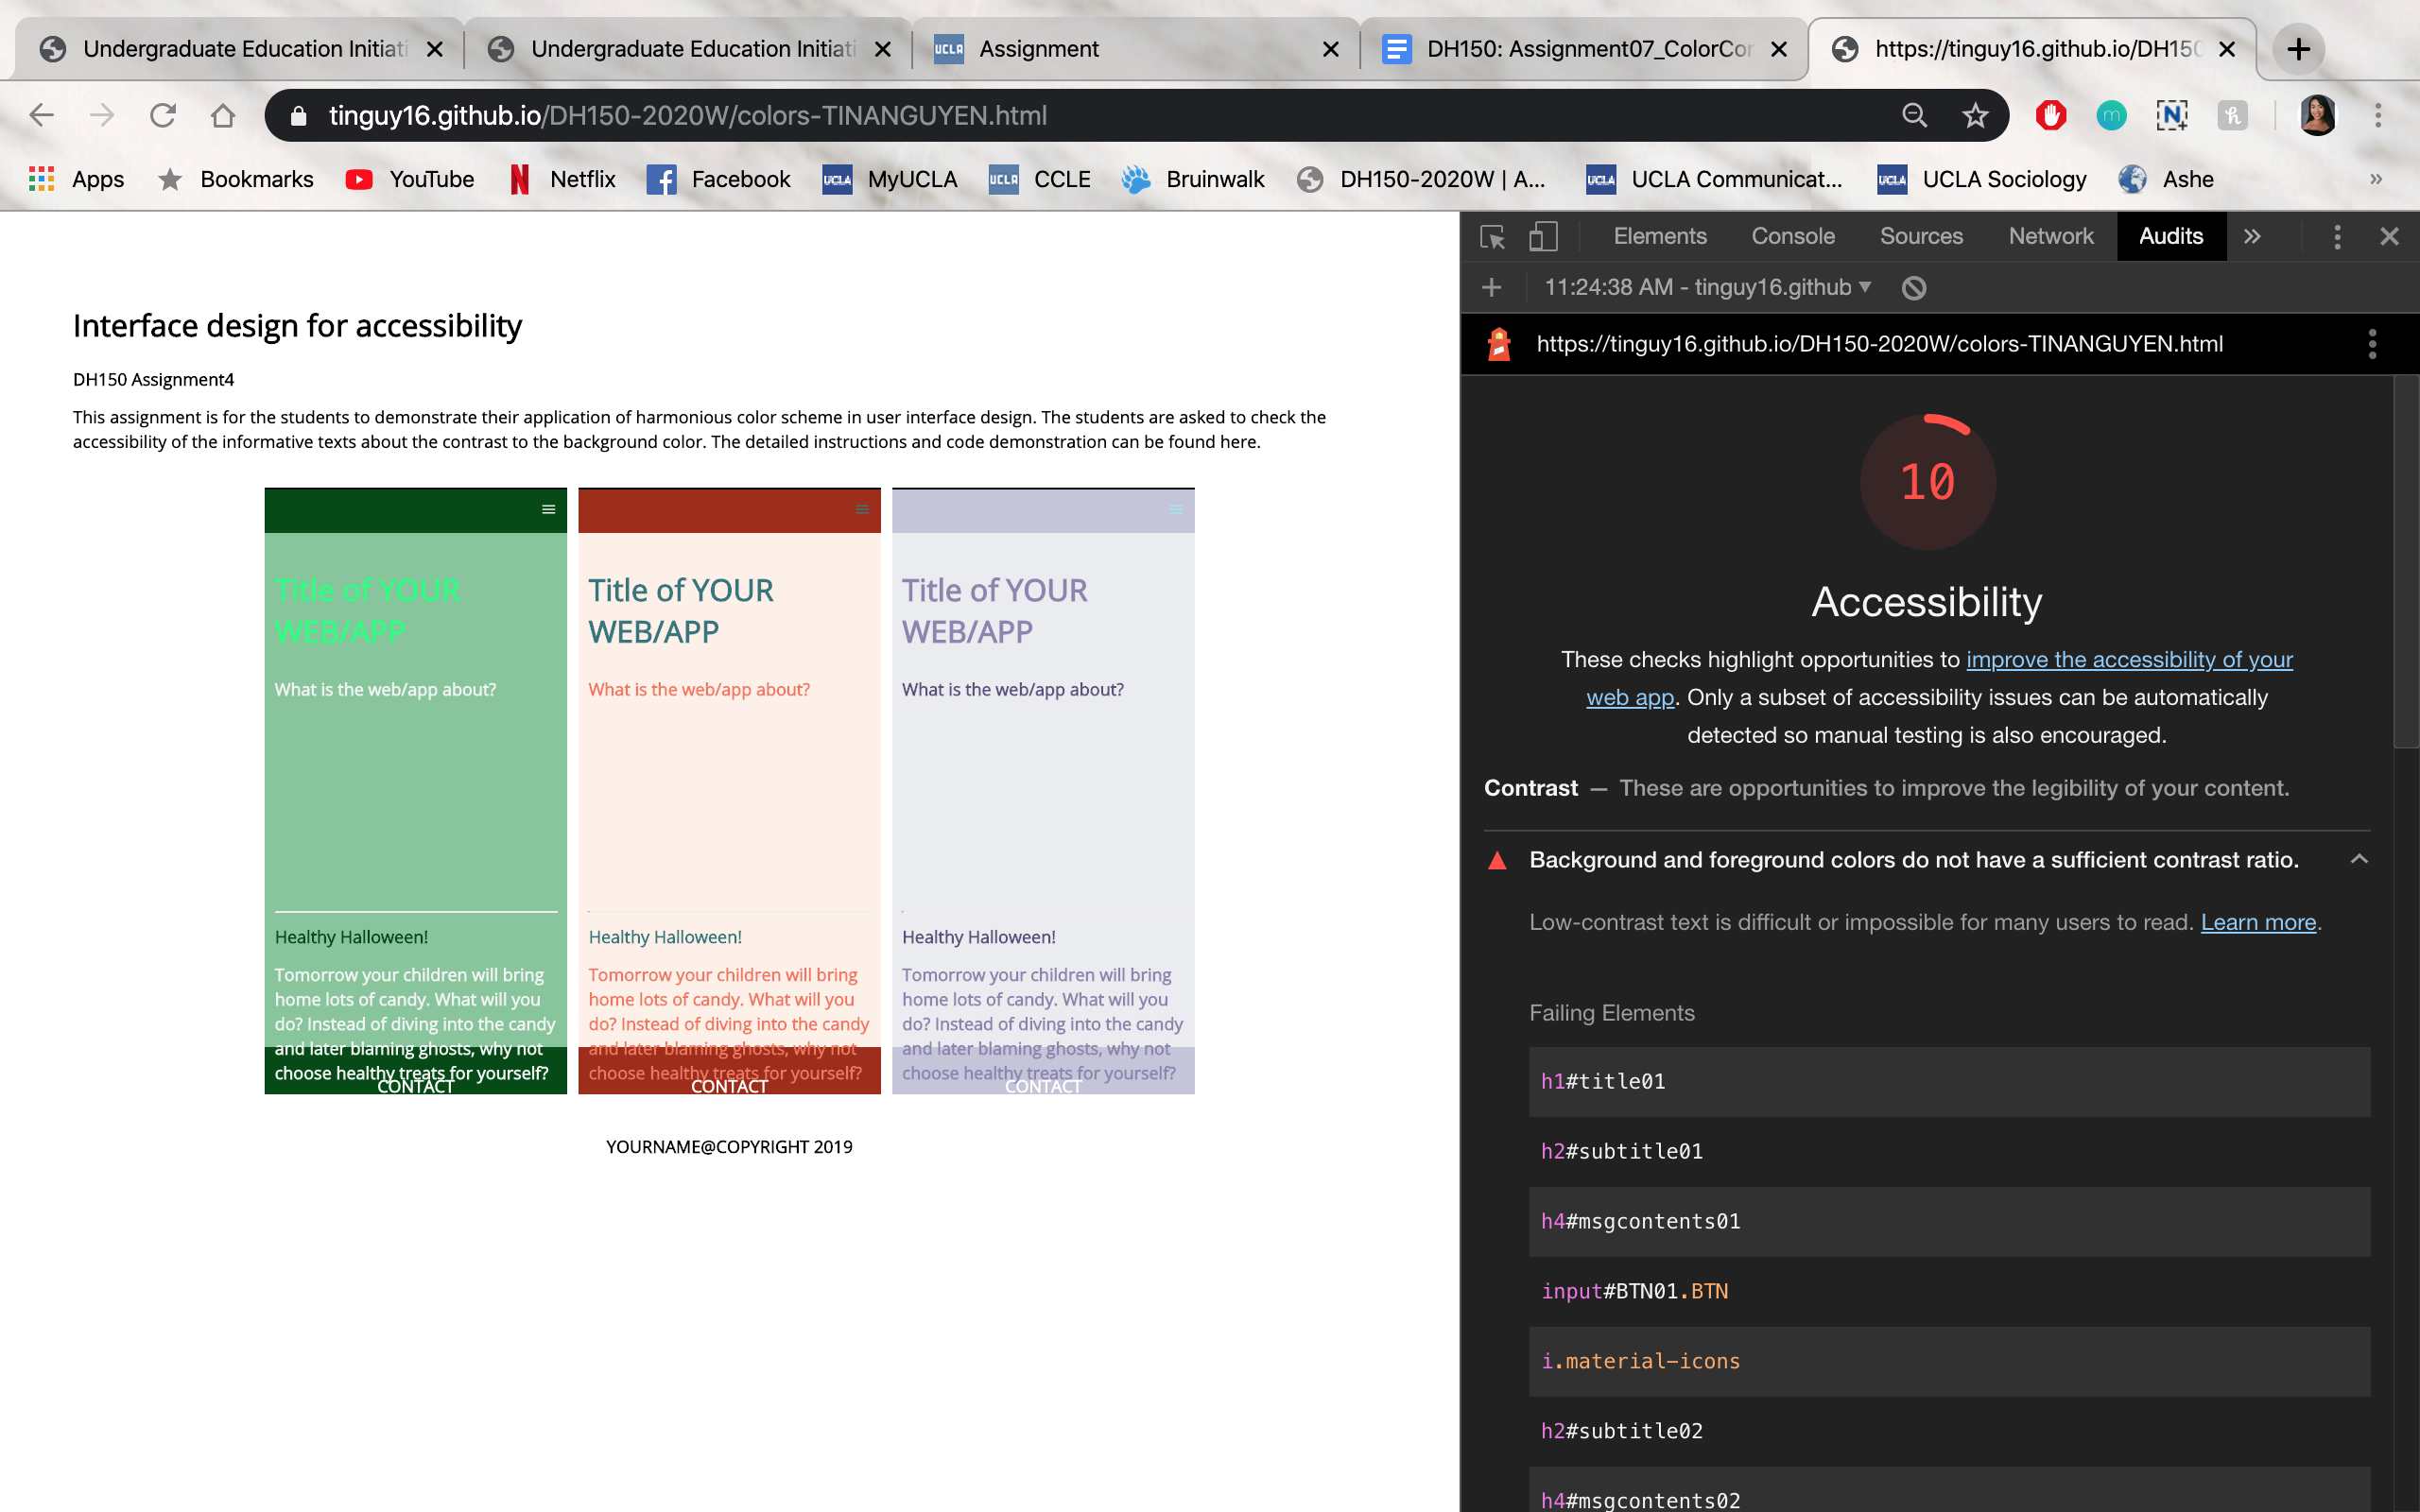 Undergraduate Education Initiati
Undergraduate Education Initiati
UCLA Assignment
DH150: Assignment07_ColorCor
https://tinguy16.github.io/DH150
tinguy16.github.io/DH150-2020W/colors-TINANGUYEN.html
Apps
Bookmarks
YouTube
Netflix
Facebook
UCLA MyUCLA
UCLA CCLE
Bruinwalk
DH150-2020W | A...
UCLA UCLA Communicat...
UCLA UCLA Sociology
Ashe
»
Interface design for accessibility
DH150 Assignment4
This assignment is for the students to demonstrate their application of harmonious color scheme in user interface design. The students are asked to check the
accessibility of the informative texts about the contrast to the background color. The detailed instructions and code demonstration can be found here.
Title of YOUR
WEB/APP
What is the web/app about?
Healthy Halloween!
Tomorrow your children will bring
home lots of candy. What will you
do? Instead of diving into the candy
and later blaming ghosts, why not
choose healthy treats for yourself?
CONTACT
Title of YOUR
WEB/APP
What is the web/app about?
Healthy Halloween!
Tomorrow your children will bring
home lots of candy. What will you
do? Instead of diving into the candy
and later blaming ghosts, why not
choose healthy treats for yourself?
CONTACT
Title of YOUR
WEB/APP
What is the web/app about?
Healthy Halloween!
Tomorrow your children will bring
home lots of candy. What will you
do? Instead of diving into the candy
and later blaming ghosts, why not
choose healthy treats for yourself?
CONTACT
YOURNAME@COPYRIGHT 2019
Elements Console Sources Network Audits »
11:24:38 AM - tinguy16.github
https://tinguy16.github.io/DH150-2020W/colors-TINANGUYEN.html
10
Accessibility
These checks highlight opportunities to improve the accessibility of your
web app. Only a subset of accessibility issues can be automatically
detected so manual testing is also encouraged.
Contrast — These are opportunities to improve the legibility of your content.
Background and foreground colors do not have a sufficient contrast ratio.
Low-contrast text is difficult or impossible for many users to read. Learn more.
Failing Elements
h1#title01
h2#subtitle01
h4#msgcontents01
input#BTN01.BTN
i.material-icons
h2#subtitle02
h4#msgcontents02